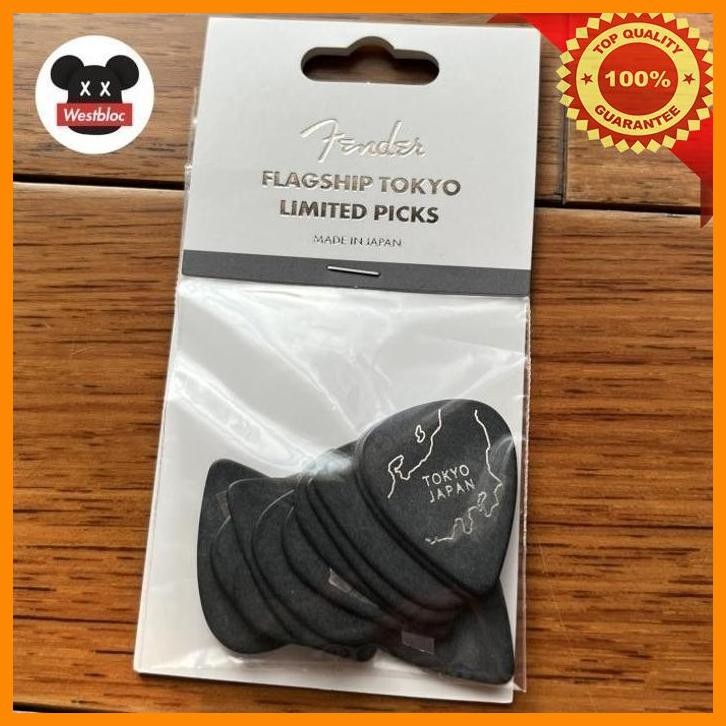 X X
Westbloc
TOP QUALITY
100%
GUARANTEE
Fender
FLAGSHIP TOKYO
LIMITED PICKS
MADE IN JAPAN
TOKYO
JAPAN